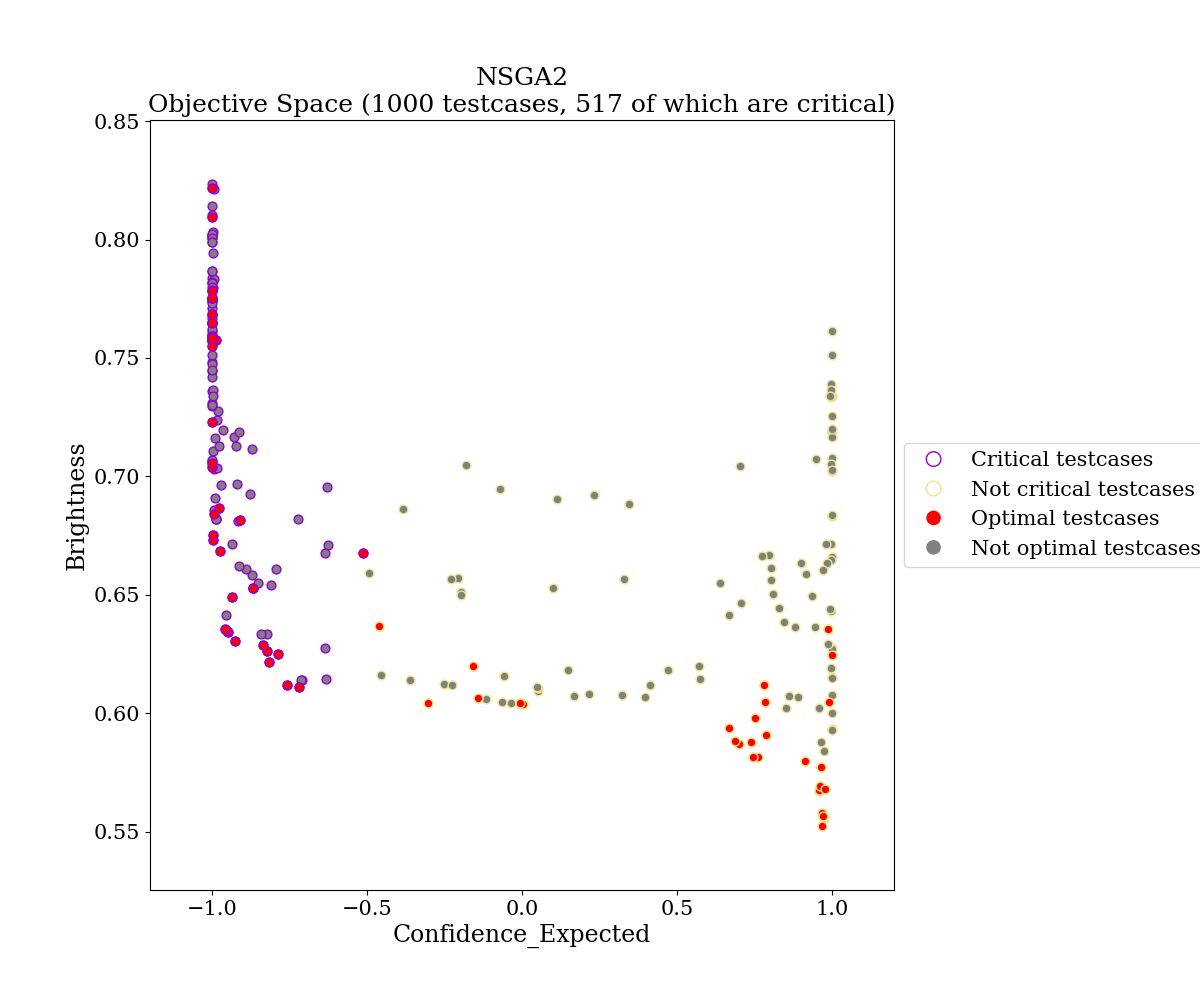 NSGA2
Objective Space (1000 testcases, 517 of which are critical)
0.85
0.80
0.75
0.70
0.65
0.60
0.55
Brightness
−1.0
−0.5
0.0
0.5
1.0
Confidence_Expected
Critical testcases
Not critical testcases
Optimal testcases
Not optimal testcases